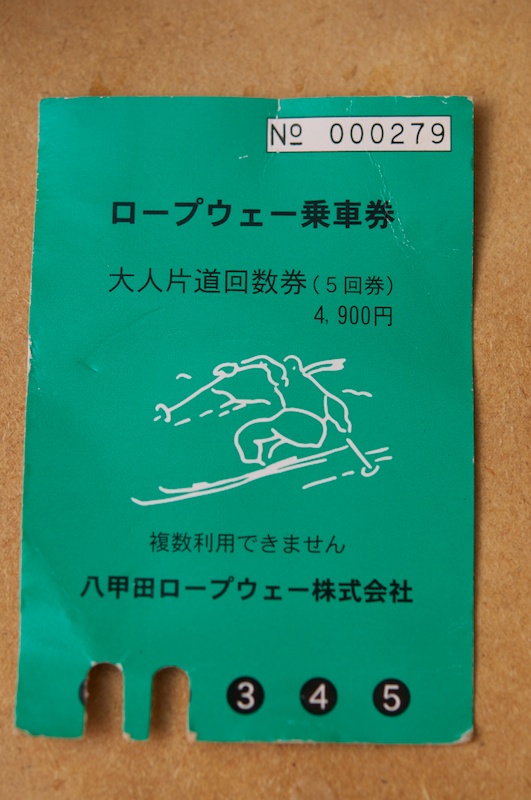 Nº 000279
ロープウェー乗車券
大人片道回数券(5回券)
4,900円
複数利用できません
八甲田ロープウェー株式会社
3 4 5